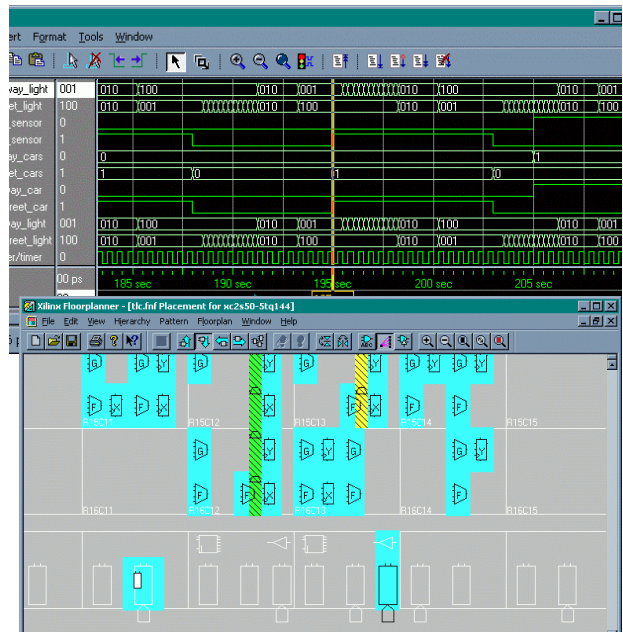 ert Format Tools Window
way_light 001 010 100 010 001 010 100 010 001
et_light 100 010 001 010 100 010 001 010 100
_sensor 0
_sensor 1
ay_cars 0 0 1
et_cars 1 1 0 1 0
way_car 0
treet_car 1
ay_light 001 010 100 010 001 010 100 010 001
reet_light 100 010 001 010 100 010 001 010 100
er/timer 0
00 ps 185 sec 190 sec 195 sec 200 sec 205 sec
Xilinx Floorplanner - [tlc.fnf Placement for xc2s50-5tq144]
File Edit View Hierarchy Pattern Floorplan Window Help
G Y G Y G Y G Y
F X F X X F X F F
R15C11 R15C12 R15C13 R15C14 R15C15
G Y G G G Y
F F X F X F F
R16C11 R16C12 R16C13 R16C14 R16C15